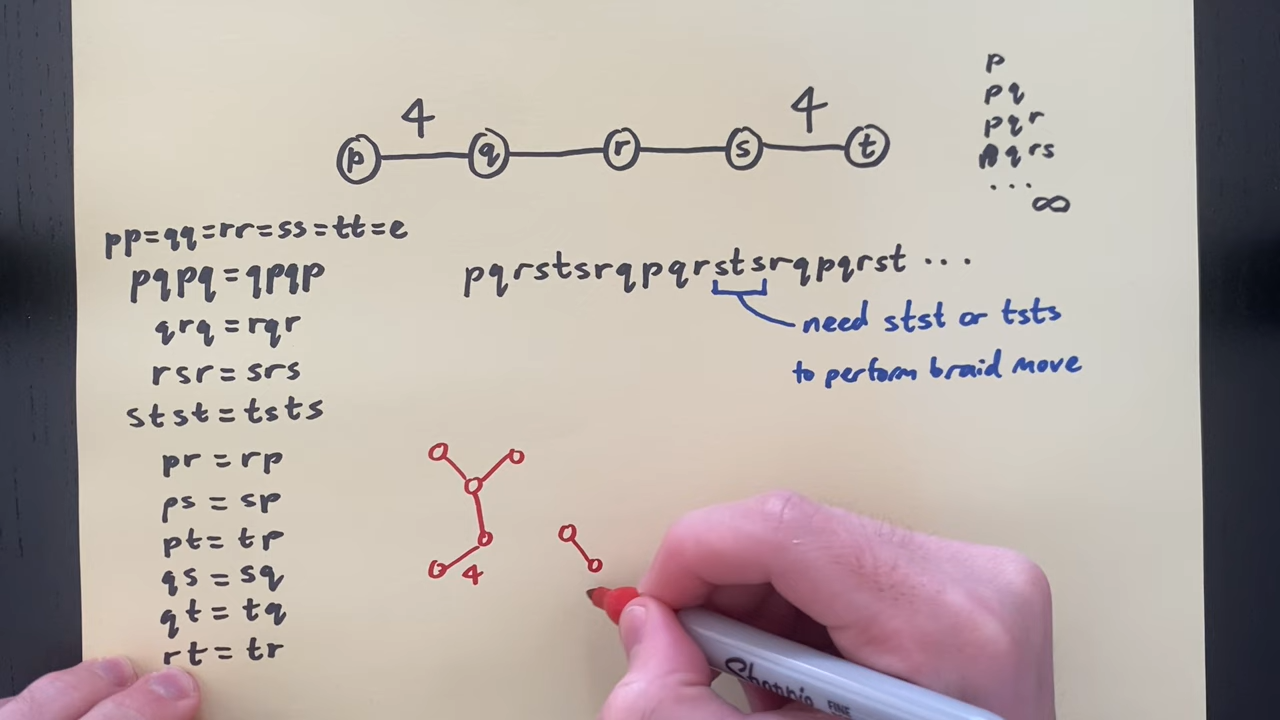 4
4
p
q
r
s
t
p
pq
pqr
pqrs
...
∞
pp=qq=rr=ss=tt=e
pqpq=qpqp
qrq=rqr
rsr=srs
stst=tsts
pr=rp
ps=sp
pt=tp
qs=sq
qt=tq
rt=tr
pqrstsrqpqrstsrqpqrst...
need stst or tsts
to perform braid move
4
Sharpie
FINE